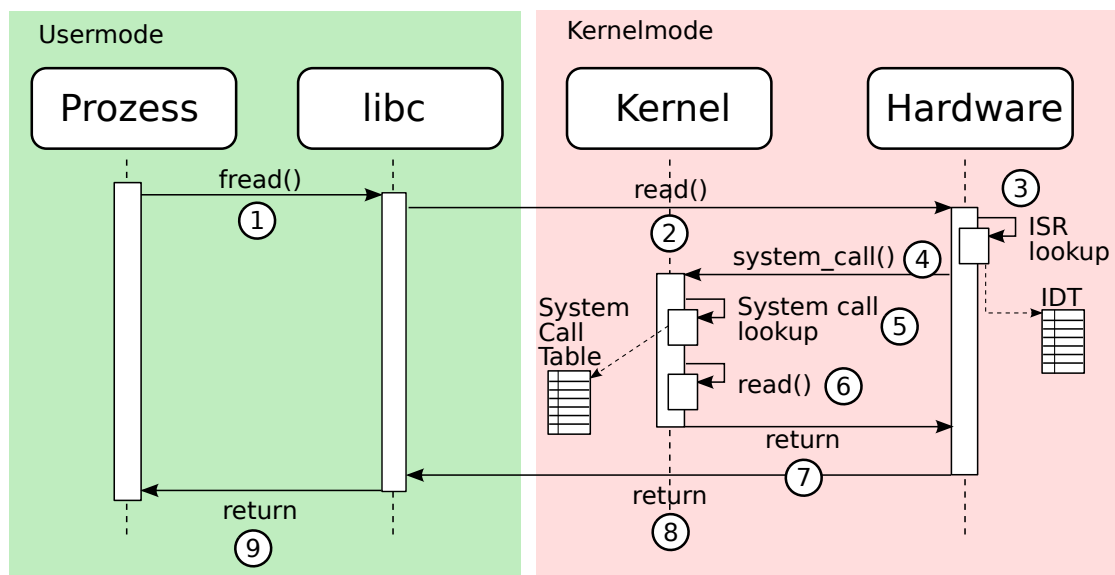 Usermode
Kernelmode
Prozess
libc
Kernel
Hardware
fread()
1
read()
2
3
ISR
lookup
system_call()
4
IDT
System
Call
Table
System call
lookup
5
read()
6
return
7
return
8
return
9